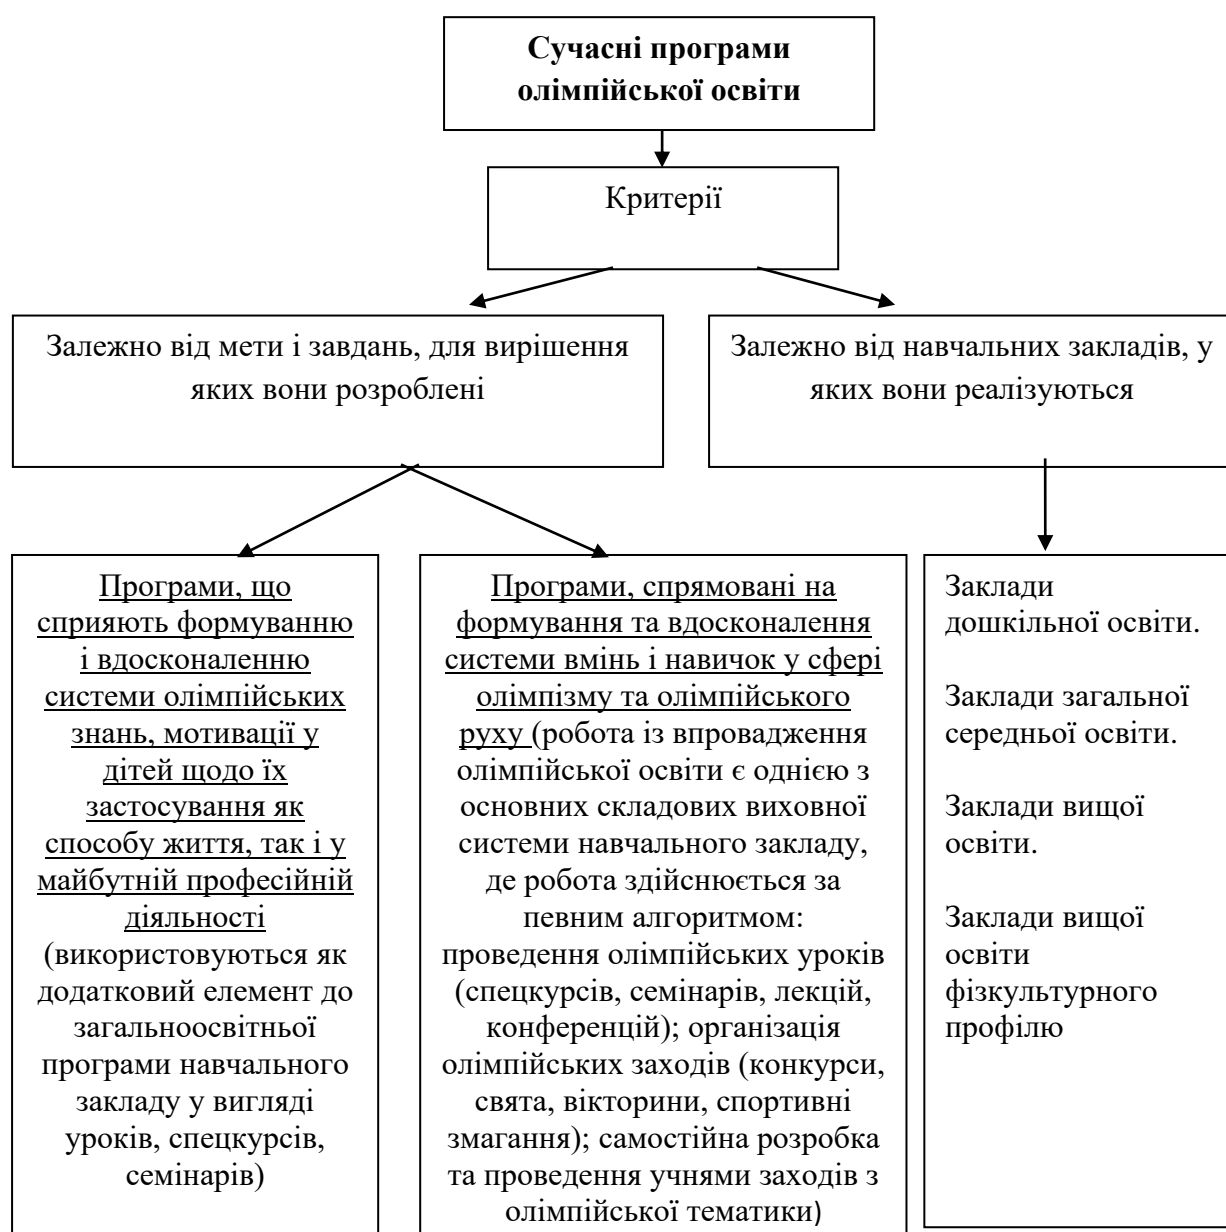 Сучасні програми
олімпійської освіти
Критерії
Залежно від мети і завдань, для вирішення
яких вони розроблені
Залежно від навчальних закладів, у
яких вони реалізуються
Програми, що
сприяють формуванню
і вдосконаленню
системи олімпійських
знань, мотивації у
дітей щодо їх
застосування як
способу життя, так і у
майбутній професійній
діяльності
(використовуються як
додатковий елемент до
загальноосвітньої
програми навчального
закладу у вигляді
уроків, спецкурсів,
семінарів)
Програми, спрямовані на
формування та вдосконалення
системи вмінь і навичок у сфері
олімпізму та олімпійського
руху (робота із впровадження
олімпійської освіти є однією з
основних складових виховної
системи навчального закладу,
де робота здійснюється за
певним алгоритмом:
проведення олімпійських уроків
(спецкурсів, семінарів, лекцій,
конференцій); організація
олімпійських заходів (конкурси,
свята, вікторини, спортивні
змагання); самостійна розробка
та проведення учнями заходів з
олімпійської тематики)
Заклади
дошкільної освіти.
Заклади загальної
середньої освіти.
Заклади вищої
освіти.
Заклади вищої
освіти
фізкультурного
профілю